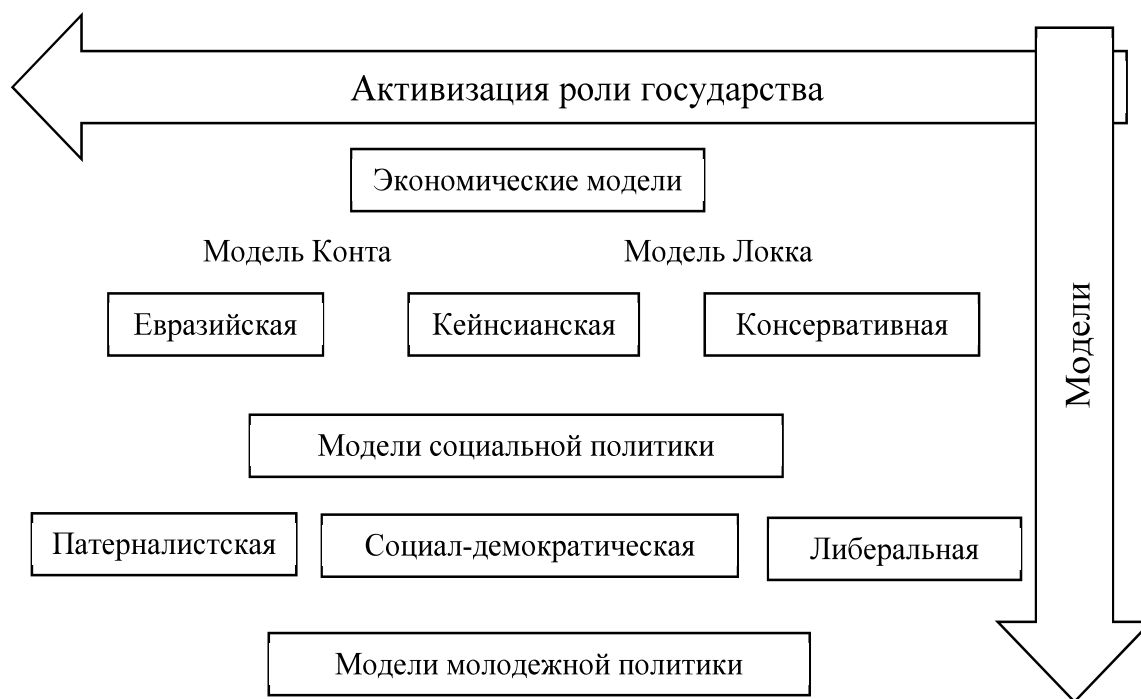 Активизация роли государства
Экономические модели
Модель Конта
Модель Локка
Евразийская
Кейнсианская
Консервативная
Модели социальной политики
Патерналистская
Социал-демократическая
Либеральная
Модели молодежной политики
Модели